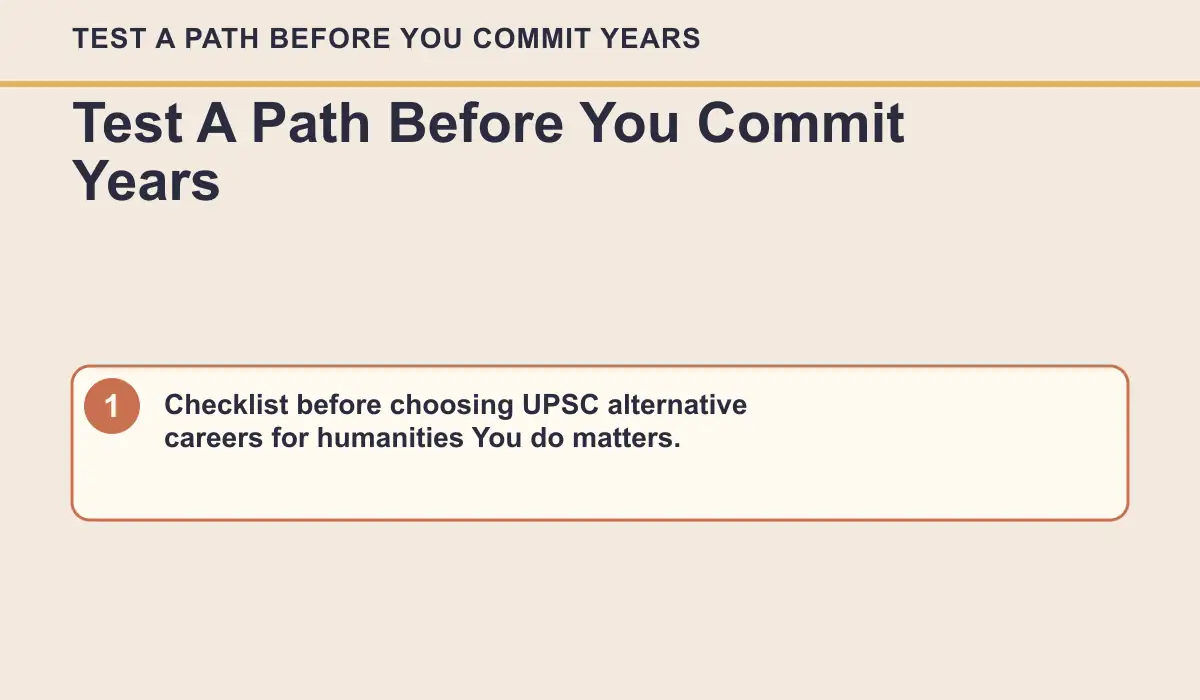 TEST A PATH BEFORE YOU COMMIT YEARS
Test A Path Before You Commit
Years
1
Checklist before choosing UPSC alternative
careers for humanities You do matters.